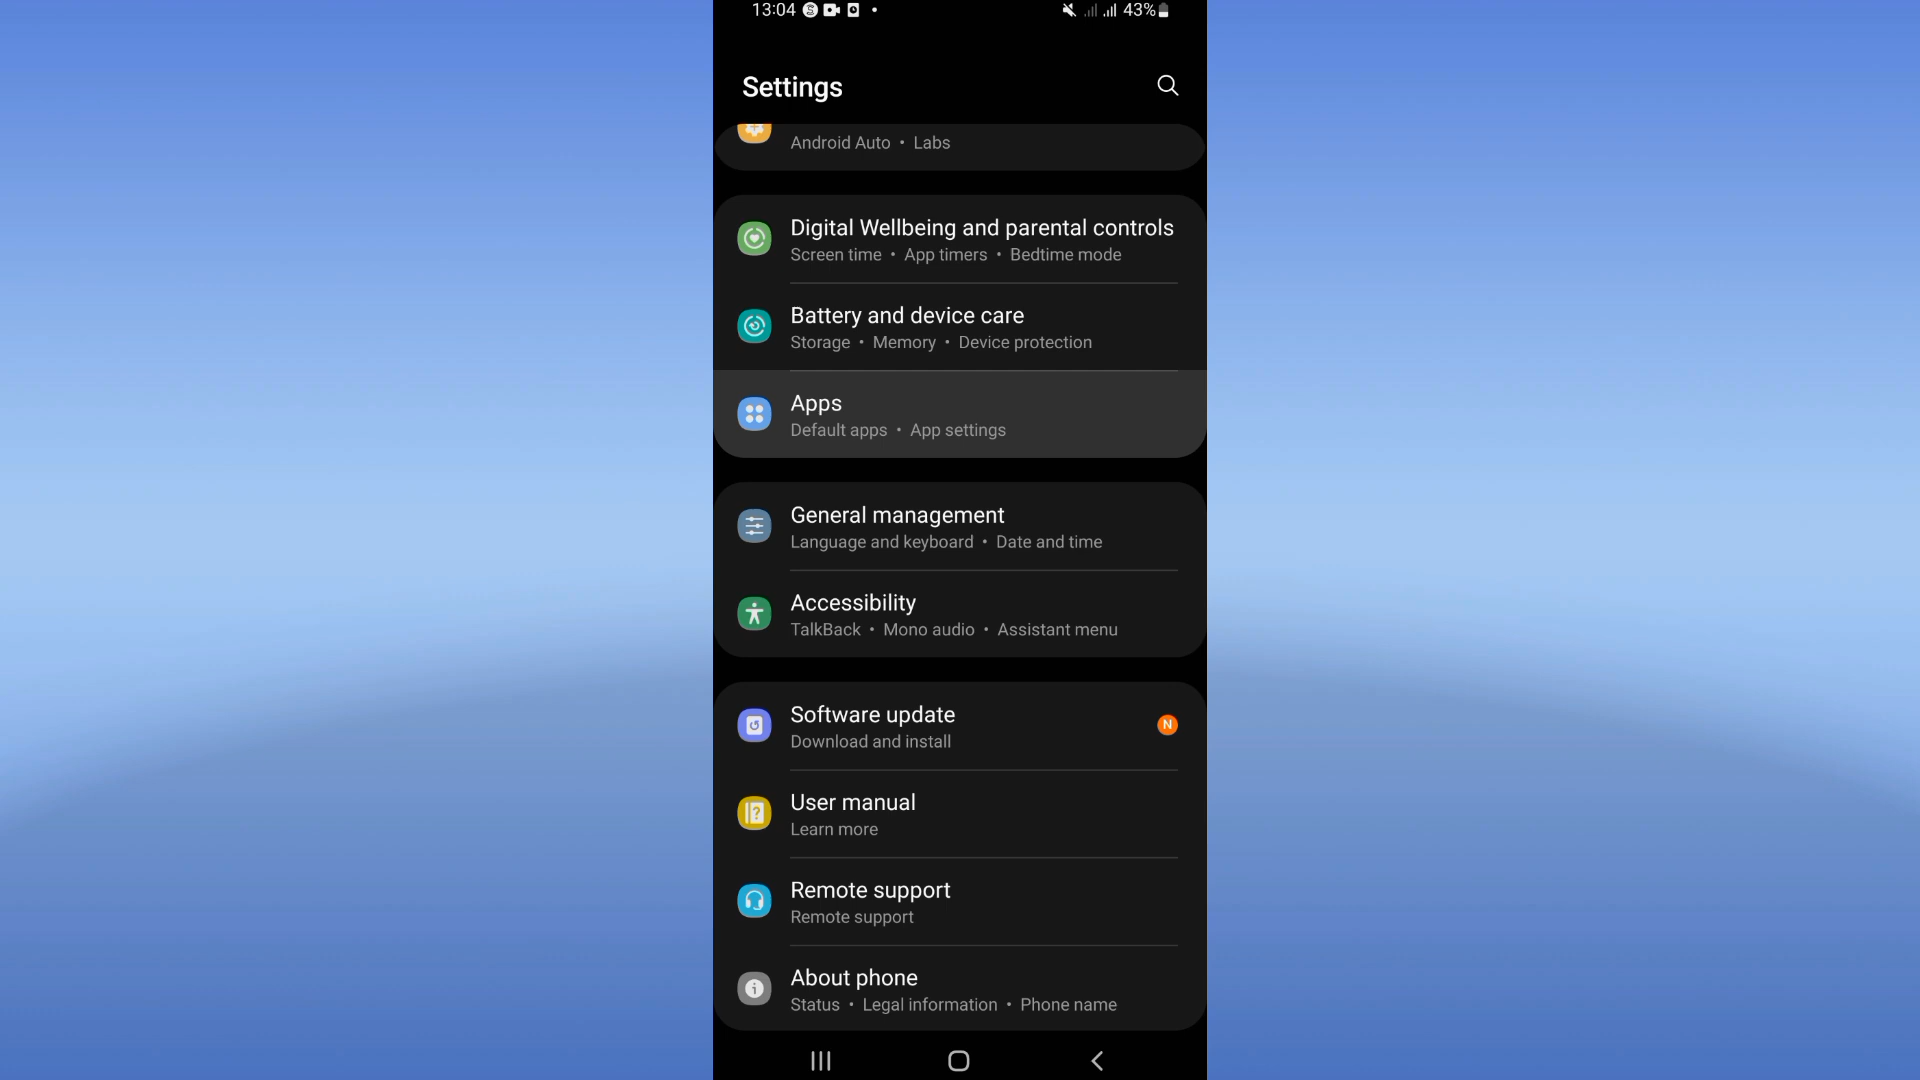 13:04
43%
Settings
Android Auto • Labs
Digital Wellbeing and parental controls
Screen time • App timers • Bedtime mode
Battery and device care
Storage • Memory • Device protection
Apps
Default apps • App settings
General management
Language and keyboard • Date and time
Accessibility
TalkBack • Mono audio • Assistant menu
Software update
N
Download and install
User manual
Learn more
Remote support
Remote support
About phone
Status • Legal information • Phone name